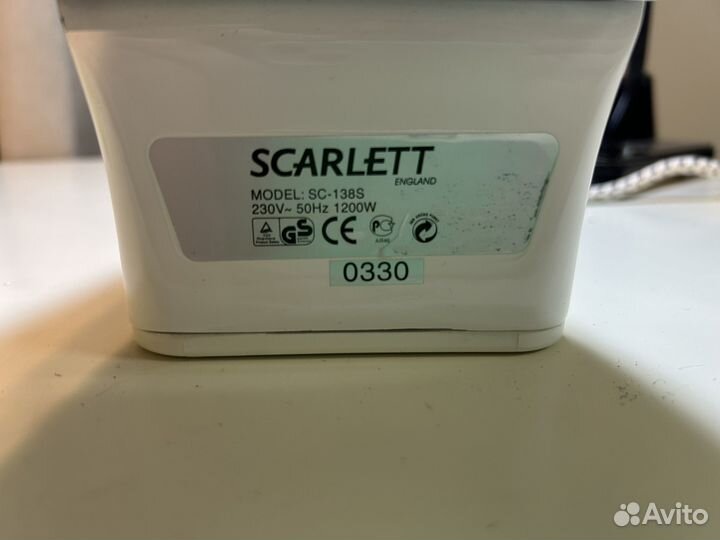 SCARLETT
ENGLAND
MODEL: SC-138S
230V~ 50Hz 1200W
GS CE
0330
Avito